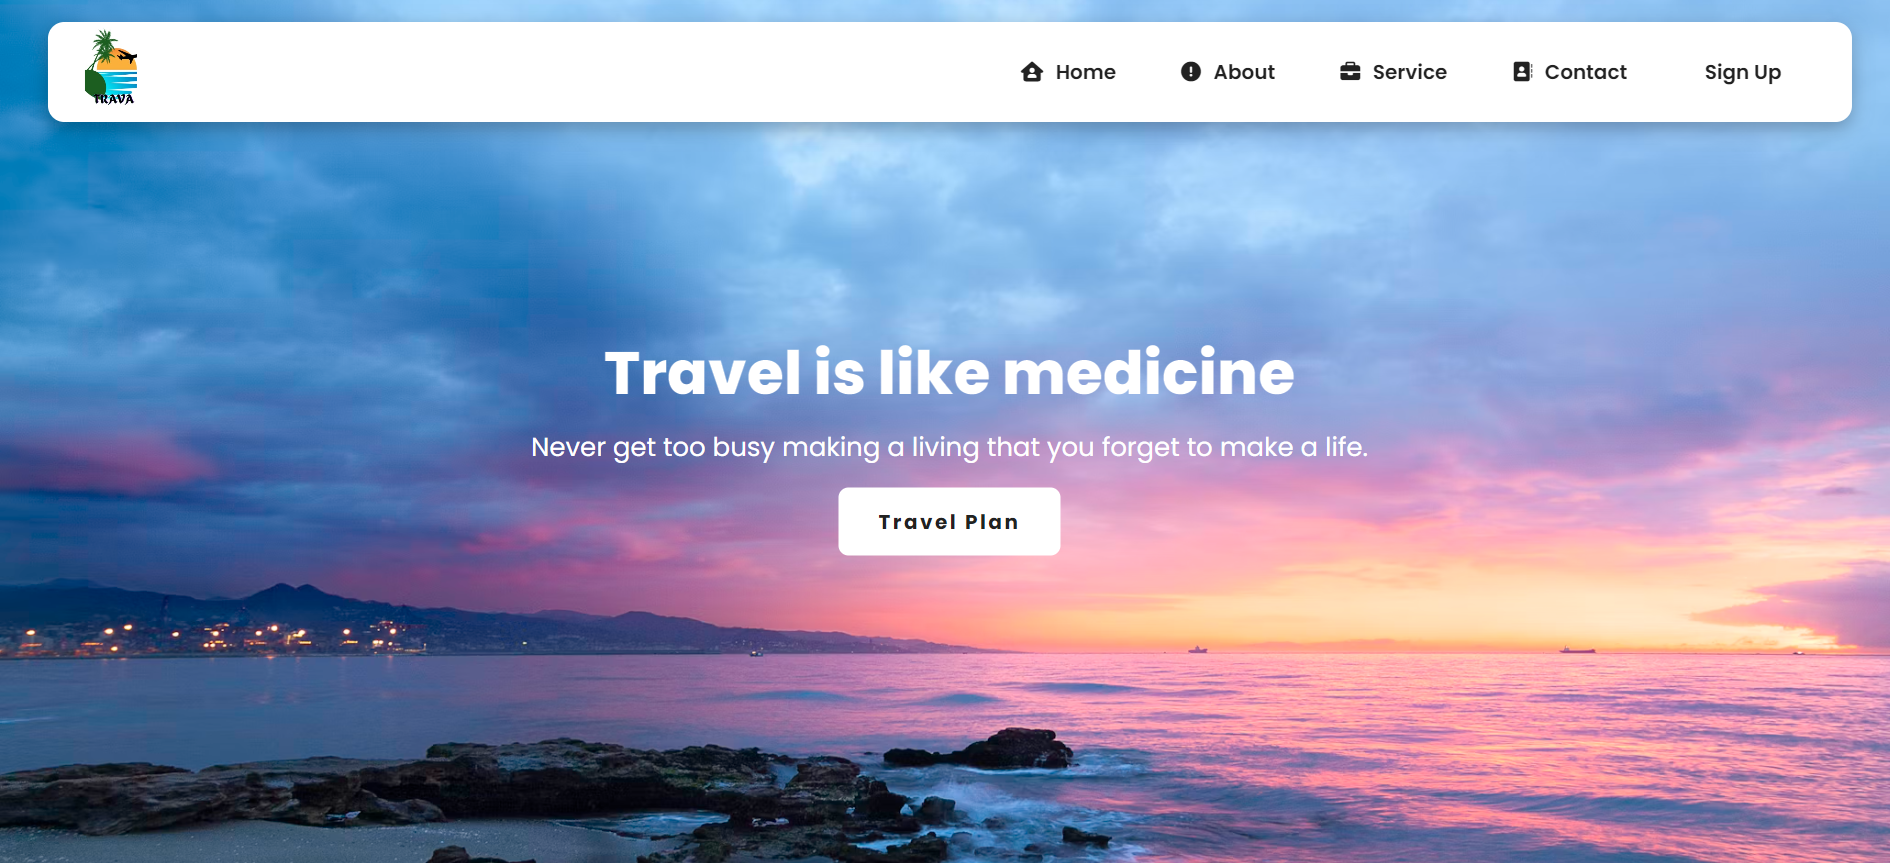 TRAVA
Home
About
Service
Contact
Sign Up
Travel is like medicine
Never get too busy making a living that you forget to make a life.
Travel Plan